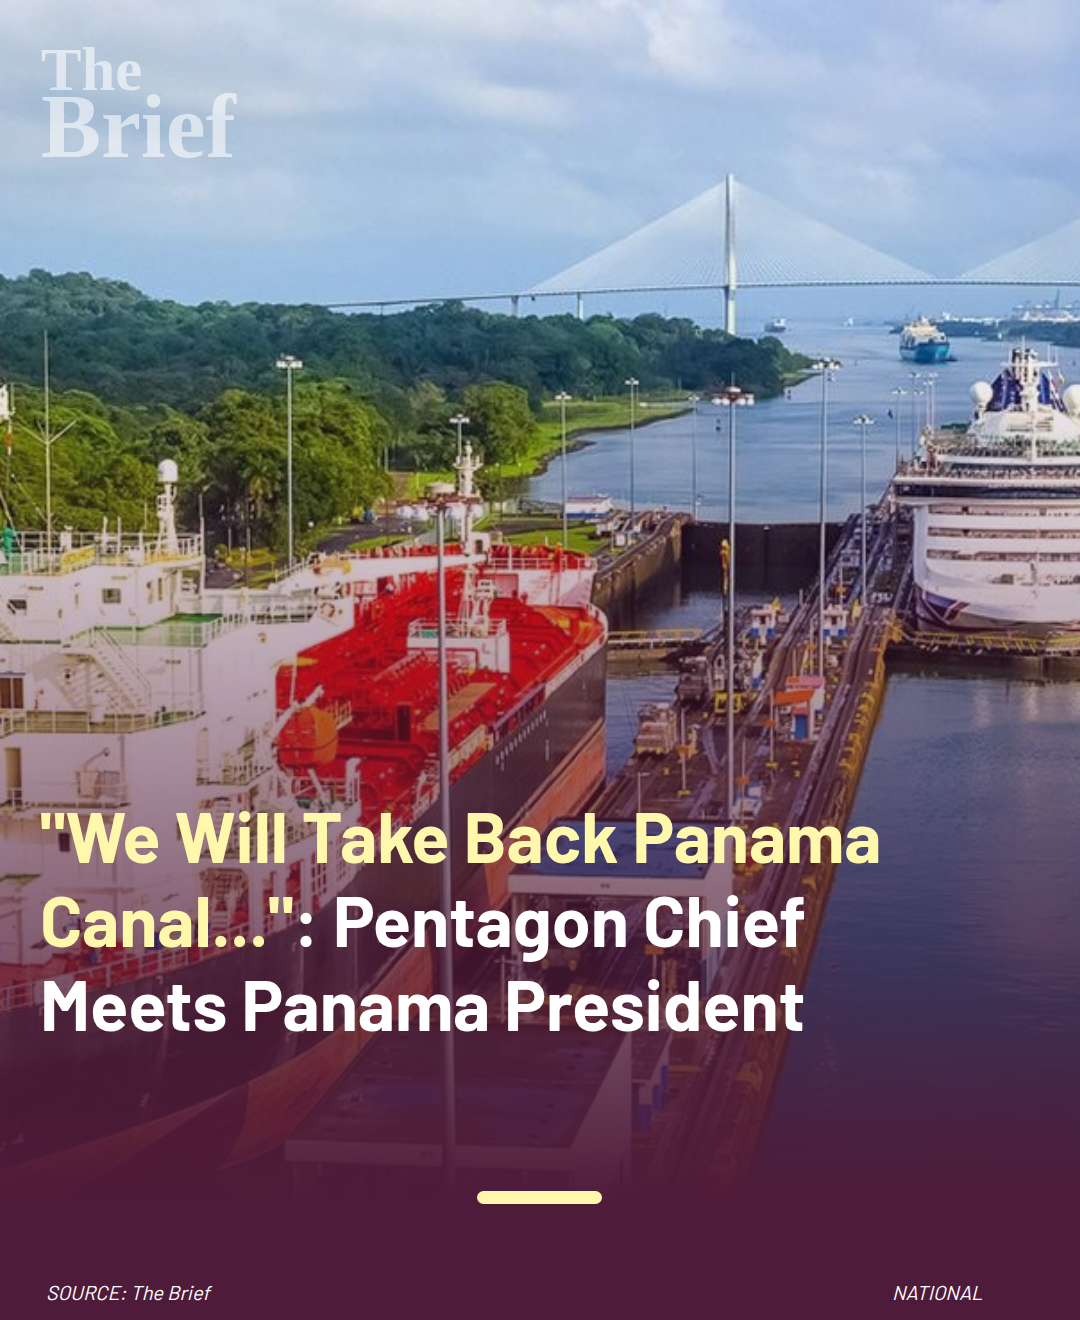 The
Brief
"We Will Take Back Panama
Canal...": Pentagon Chief
Meets Panama President
SOURCE: The Brief
NATIONAL